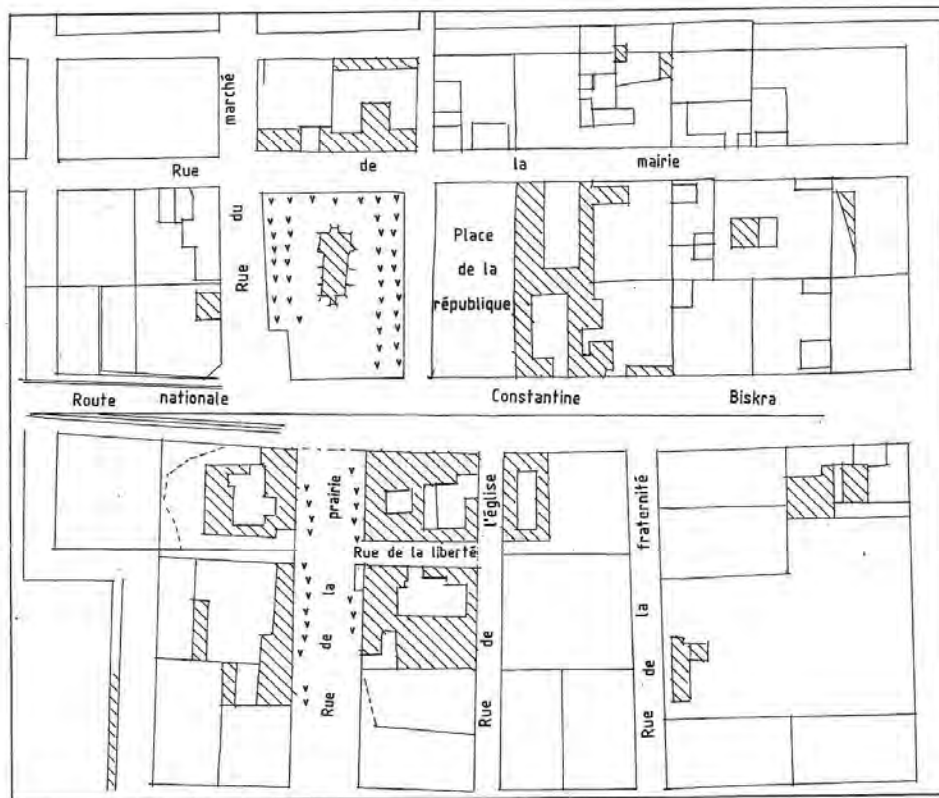 Rue du marché
Rue de la mairie
Place
de la
république
Route nationale Constantine Biskra
Rue de la prairie
Rue de l'église
Rue de la fraternité
Rue de la liberté